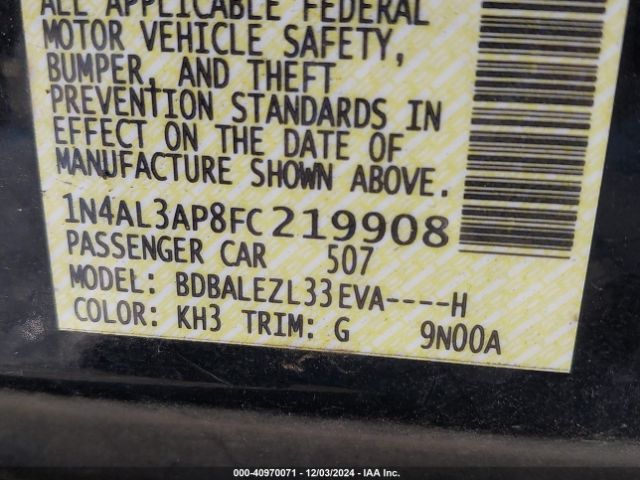 ALL APPLICABLE FEDERAL
MOTOR VEHICLE SAFETY,
BUMPER, AND THEFT
PREVENTION STANDARDS IN
EFFECT ON THE DATE OF
MANUFACTURE SHOWN ABOVE.
1N4AL3AP8FC219908
PASSENGER CAR 507
MODEL: BDBALEZL33EVA----H
COLOR: KH3 TRIM: G 9N00A
000-40970071 - 12/03/2024 - IAA Inc.